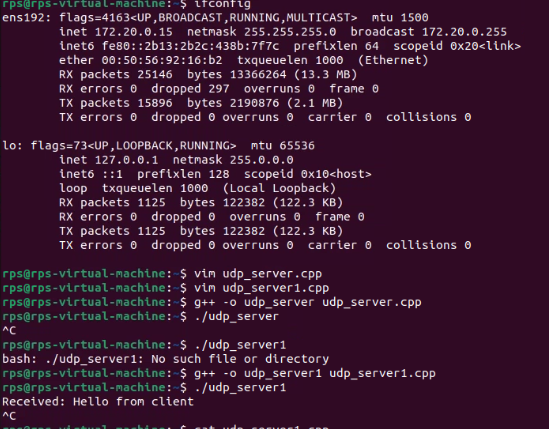 rps@rps-virtual-machine:~$ ifconfig
ens192: flags=4163<UP,BROADCAST,RUNNING,MULTICAST>  mtu 1500
        inet 172.20.0.15  netmask 255.255.255.0  broadcast 172.20.0.255
        inet6 fe80::2b13:2b2c:438b:7f7c  prefixlen 64  scopeid 0x20<link>
        ether 00:50:56:92:16:b2  txqueuelen 1000  (Ethernet)
        RX packets 25146  bytes 13366264 (13.3 MB)
        RX errors 0  dropped 297  overruns 0  frame 0
        TX packets 15896  bytes 2190876 (2.1 MB)
        TX errors 0  dropped 0 overruns 0  carrier 0  collisions 0

lo: flags=73<UP,LOOPBACK,RUNNING>  mtu 65536
        inet 127.0.0.1  netmask 255.0.0.0
        inet6 ::1  prefixlen 128  scopeid 0x10<host>
        loop  txqueuelen 1000  (Local Loopback)
        RX packets 1125  bytes 122382 (122.3 KB)
        RX errors 0  dropped 0  overruns 0  frame 0
        TX packets 1125  bytes 122382 (122.3 KB)
        TX errors 0  dropped 0 overruns 0  carrier 0  collisions 0

rps@rps-virtual-machine:~$ vim udp_server.cpp
rps@rps-virtual-machine:~$ vim udp_server1.cpp
rps@rps-virtual-machine:~$ g++ -o udp_server udp_server.cpp
rps@rps-virtual-machine:~$ ./udp_server
^C
rps@rps-virtual-machine:~$ ./udp_server1
bash: ./udp_server1: No such file or directory
rps@rps-virtual-machine:~$ g++ -o udp_server1 udp_server1.cpp
rps@rps-virtual-machine:~$ ./udp_server1
Received: Hello from client
^C
rps@rps-virtual-machine:~$ cat udp_server1.cpp